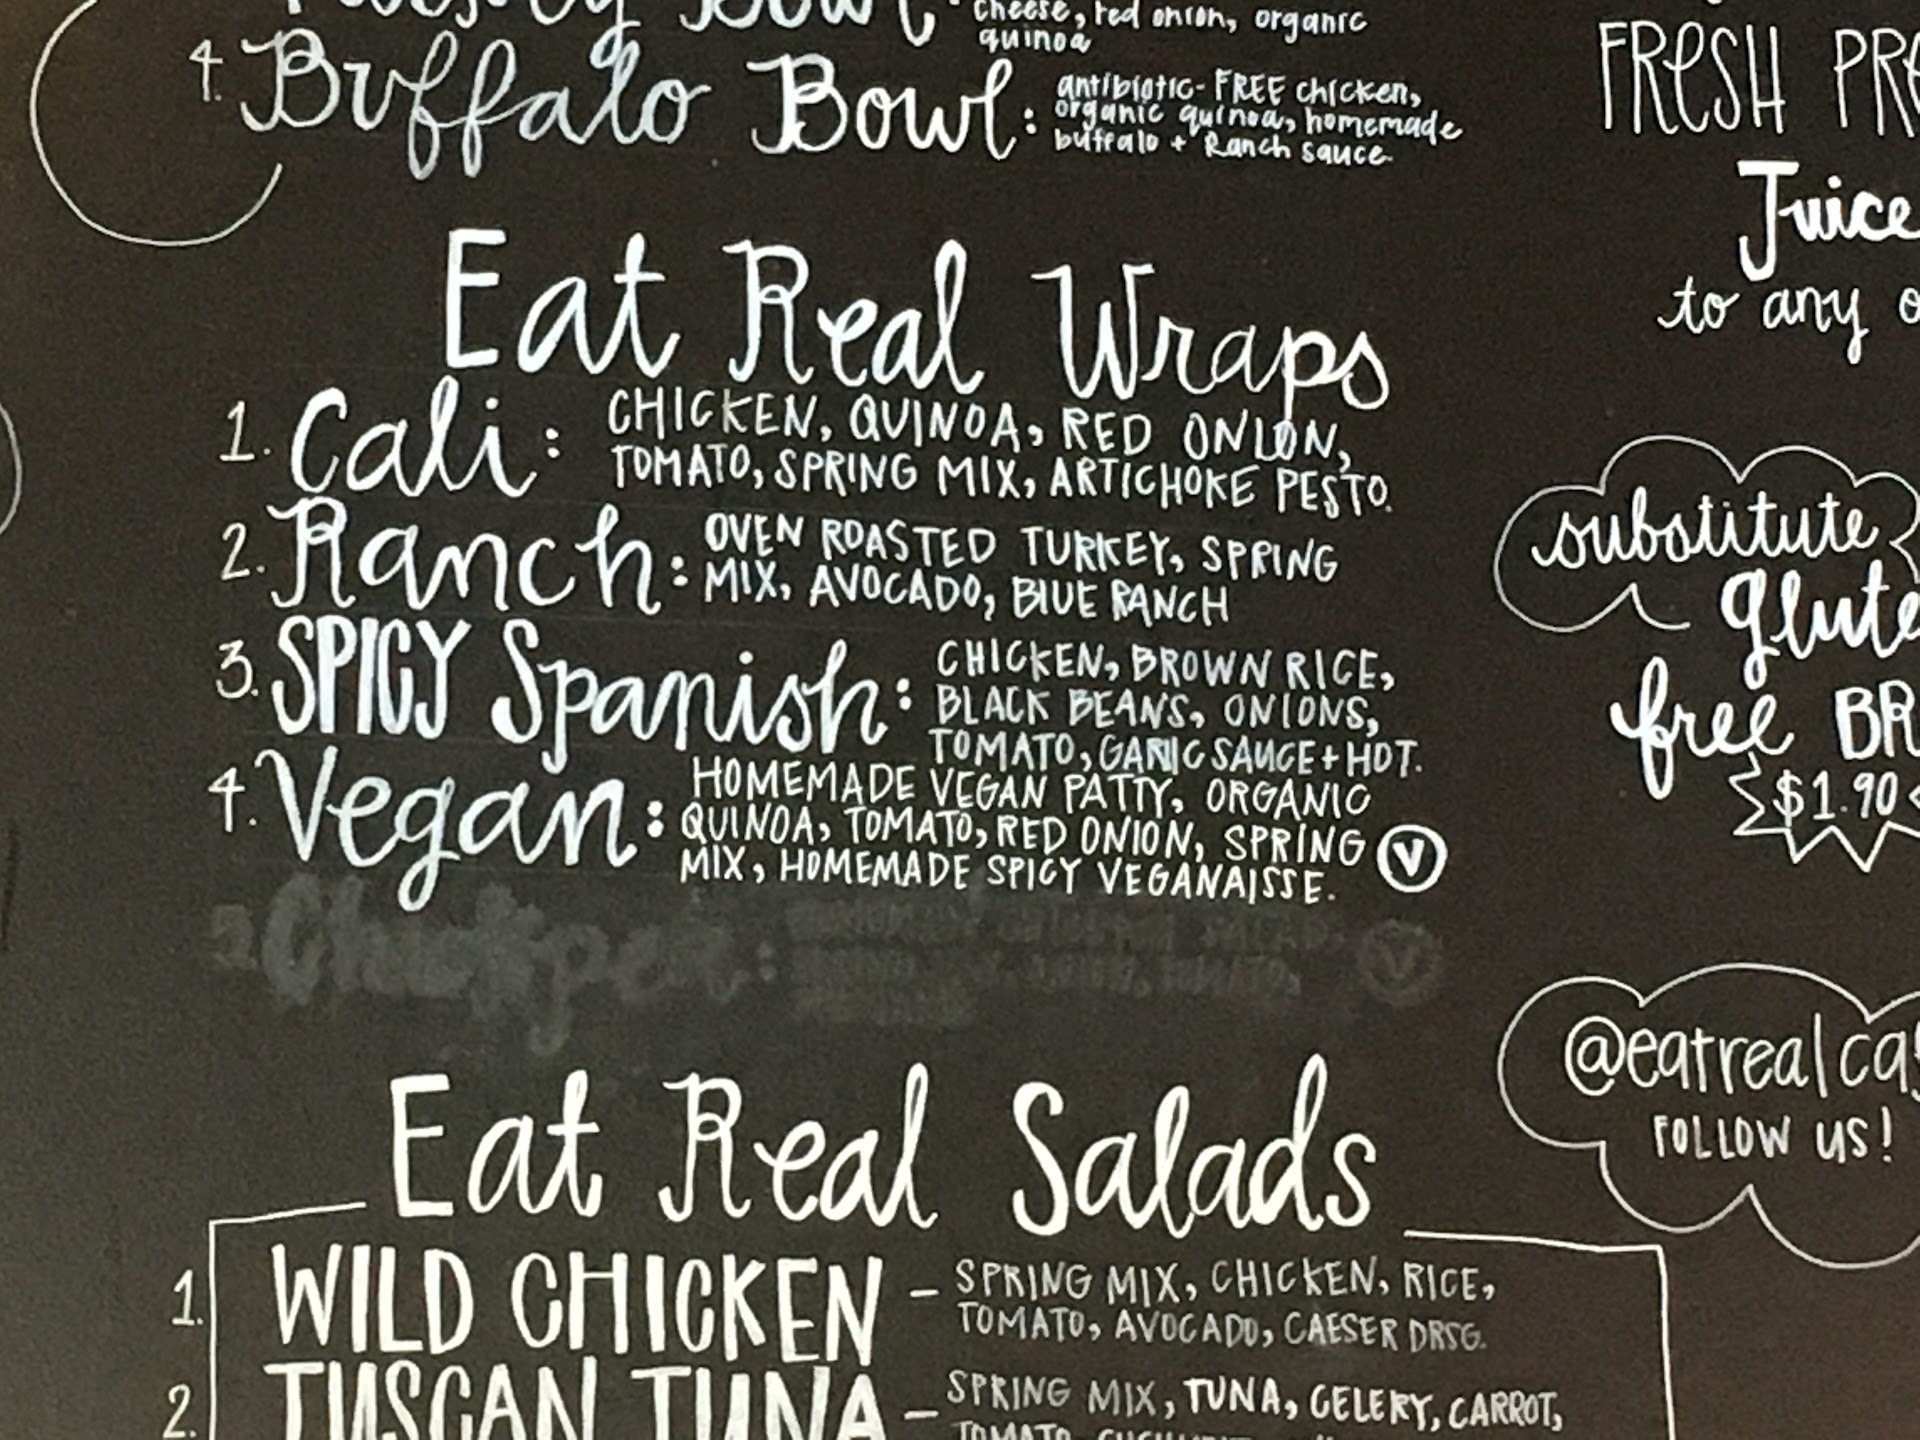 Bowl:
cheese, red onion, organic
quinoa
4. Buffalo Bowl: antibiotic-FREE chicken,
organic quinoa, homemade
buffalo + Ranch sauce.
Eat Real Wraps
1. Cali: CHICKEN, QUINOA, RED ONION,
TOMATO, SPRING MIX, ARTICHOKE PESTO.
2. Ranch: OVEN ROASTED TURKEY, SPRING
MIX, AVOCADO, BLUE RANCH
3. SPICY Spanish: CHICKEN, BROWN RICE,
BLACK BEANS, ONIONS,
TOMATO, GARLIC SAUCE + HOT.
4. Vegan: HOMEMADE VEGAN PATTY, ORGANIC
QUINOA, TOMATO, RED ONION, SPRING
MIX, HOMEMADE SPICY VEGANAISSE. V
Eat Real Salads
1. WILD CHICKEN – SPRING MIX, CHICKEN, RICE,
TOMATO, AVOCADO, CAESER DRSG.
2. TUSCAN TUNA – SPRING MIX, TUNA, CELERY, CARROT,
TOMATO,
FRESH PRE
Juice
to any o
substitute
glute
free BR
$1.90
@eatrealcas
FOLLOW US!